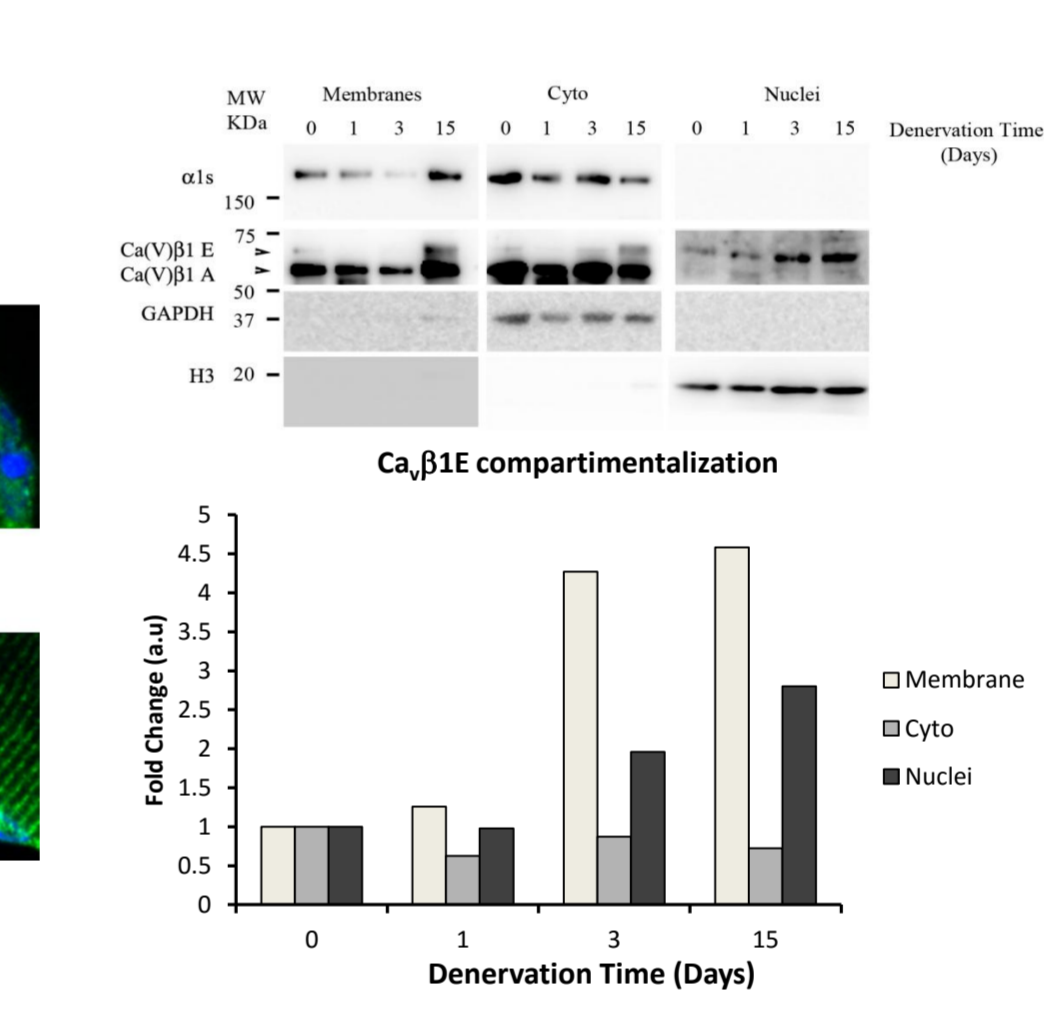 MW
KDa
Membranes Cyto Nuclei
0 1 3 15 0 1 3 15 0 1 3 15
Denervation Time
(Days)
α1s
150
75
Ca(V)β1 E
Ca(V)β1 A
50
GAPDH 37
H3 20
Cavβ1E compartimentalization
Fold Change (a.u)
5
4.5
4
3.5
3
2.5
2
1.5
1
0.5
0
0 1 3 15
Denervation Time (Days)
Membrane
Cyto
Nuclei